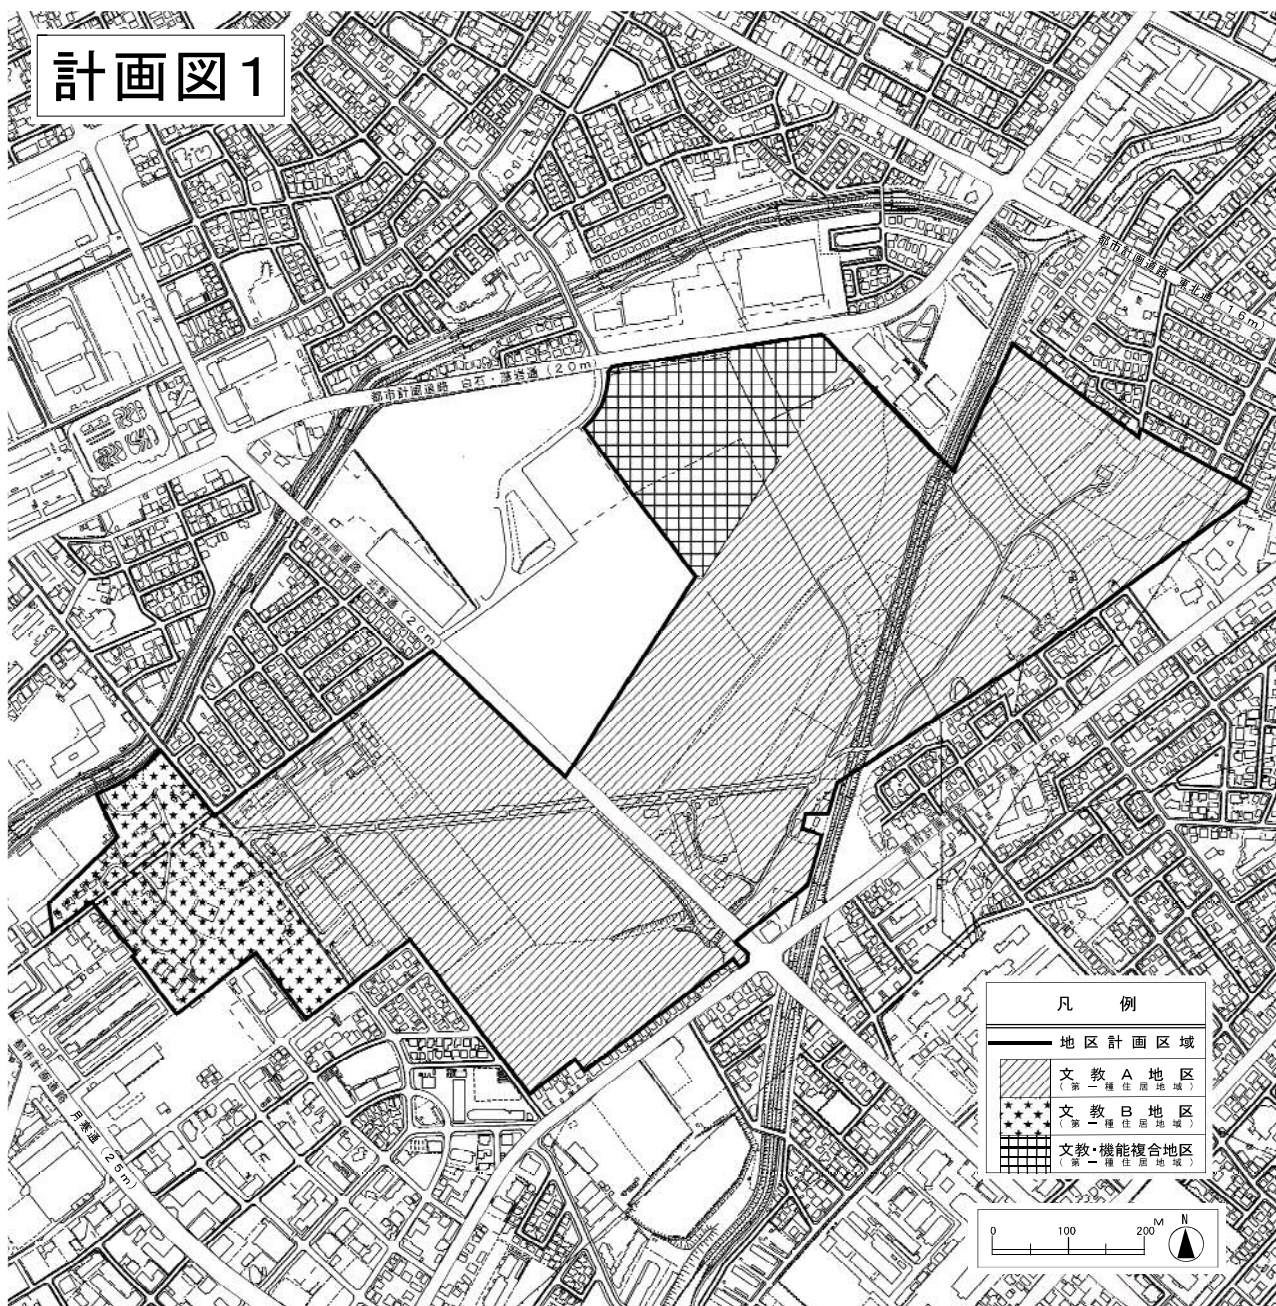 計画図1
都市計画道路 東北通 (16m)
都市計画道路 白石・藻岩通 (20m)
都市計画道路 北野通 (20m)
都市計画道路 月寒通 (25m)
凡 例
地区計画区域
文教A地区
(第一種住居地域)
文教B地区
(第一種住居地域)
文教・機能複合地区
(第一種住居地域)
0 100 200 M N